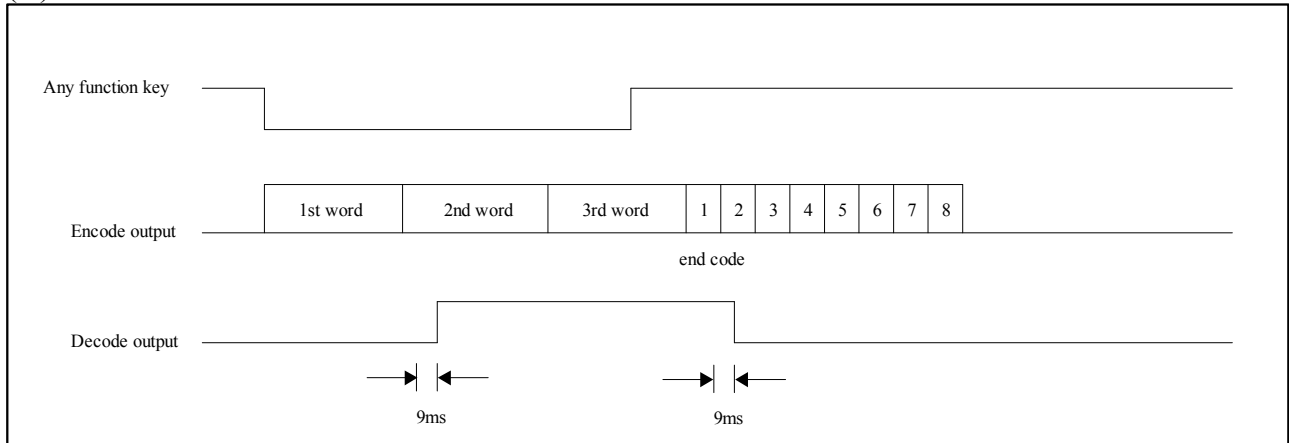 Any function key
1st word 2nd word 3rd word 1 2 3 4 5 6 7 8
Encode output
end code
Decode output
9ms 9ms